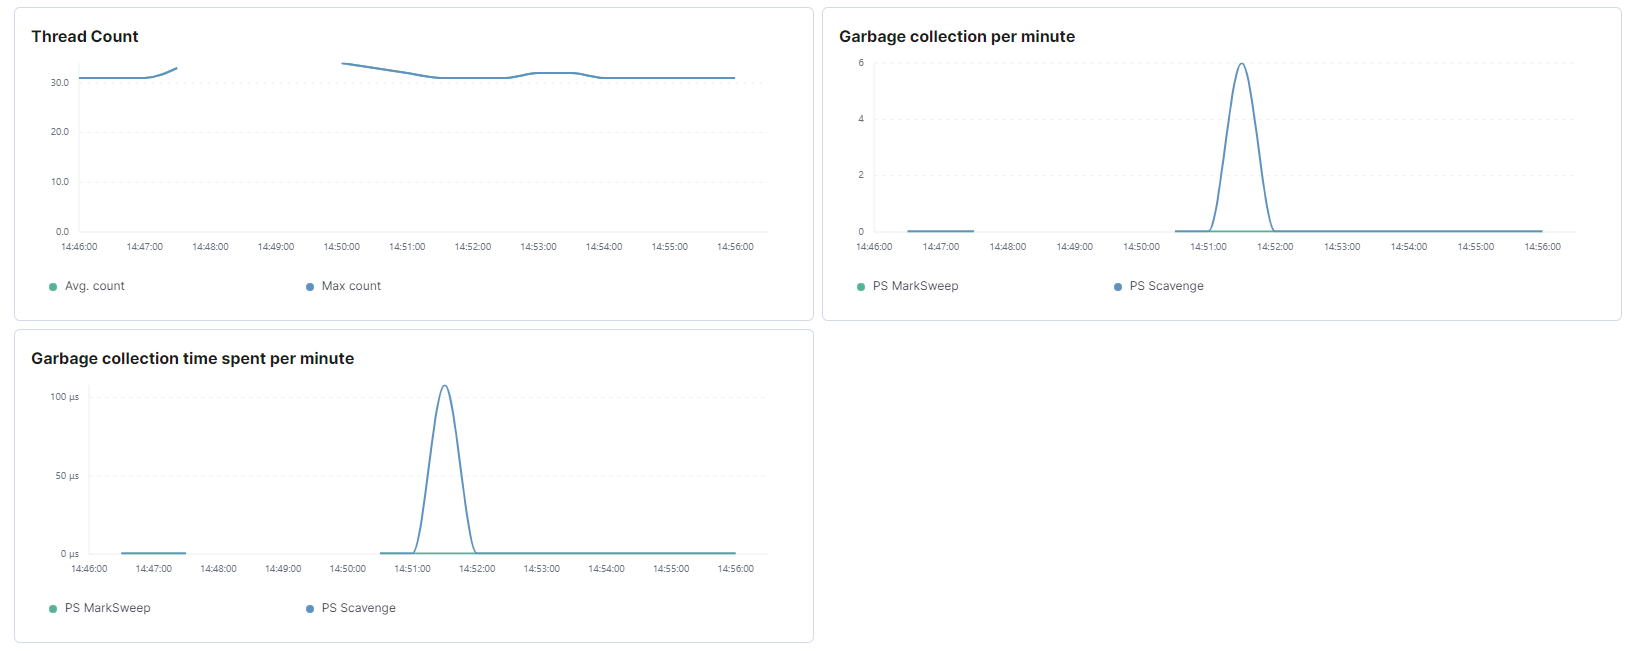 Thread Count
30.0
20.0
10.0
0.0
14:46:00 14:47:00 14:48:00 14:49:00 14:50:00 14:51:00 14:52:00 14:53:00 14:54:00 14:55:00 14:56:00
Avg. count Max count
Garbage collection per minute
6
4
2
0
14:46:00 14:47:00 14:48:00 14:49:00 14:50:00 14:51:00 14:52:00 14:53:00 14:54:00 14:55:00 14:56:00
PS MarkSweep PS Scavenge
Garbage collection time spent per minute
100 μs
50 μs
0 μs
14:46:00 14:47:00 14:48:00 14:49:00 14:50:00 14:51:00 14:52:00 14:53:00 14:54:00 14:55:00 14:56:00
PS MarkSweep PS Scavenge